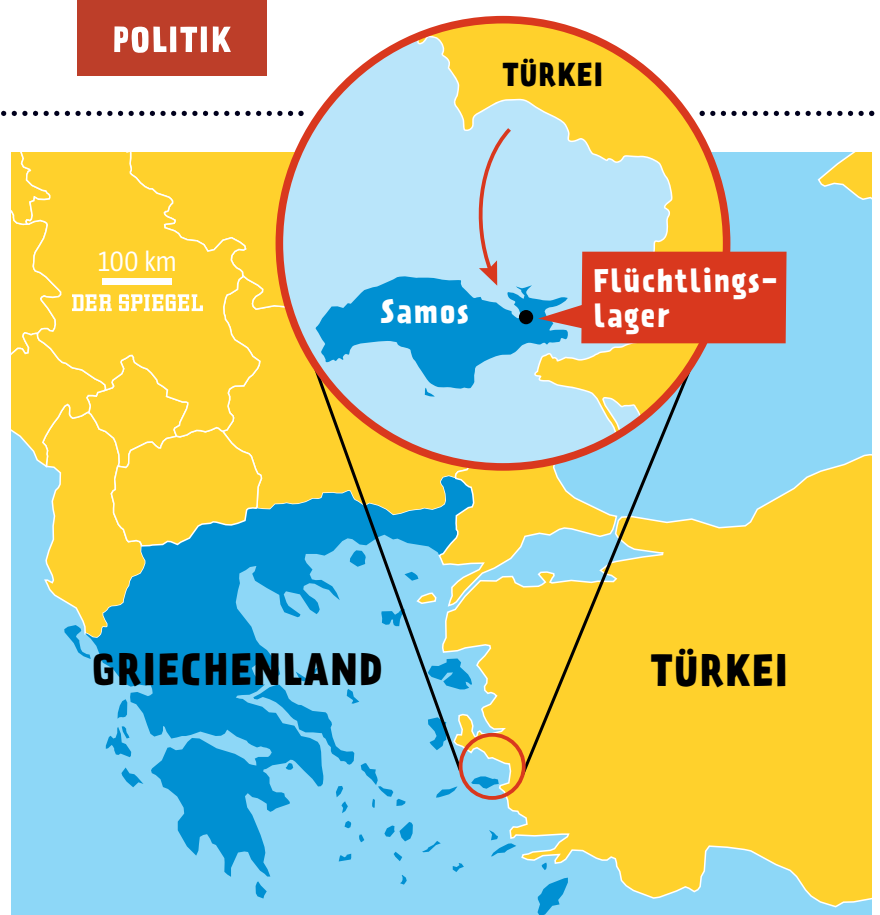 POLITIK
TÜRKEI
100 km
DER SPIEGEL
Flüchtlings-
lager
Samos
GRIECHENLAND
TÜRKEI